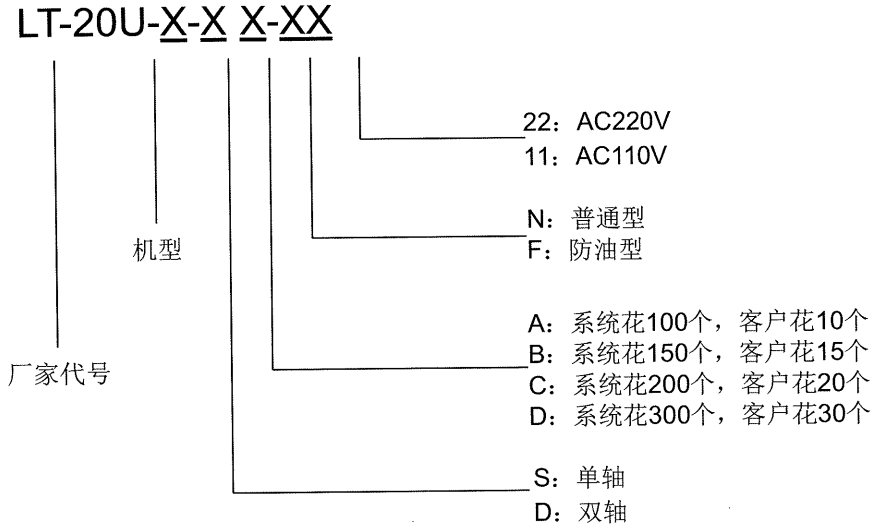 LT-20U-X-X X-XX
22：AC220V
11：AC110V
N：普通型
F：防油型
机型
A：系统花100个，客户花10个
B：系统花150个，客户花15个
C：系统花200个，客户花20个
D：系统花300个，客户花30个
厂家代号
S：单轴
D：双轴